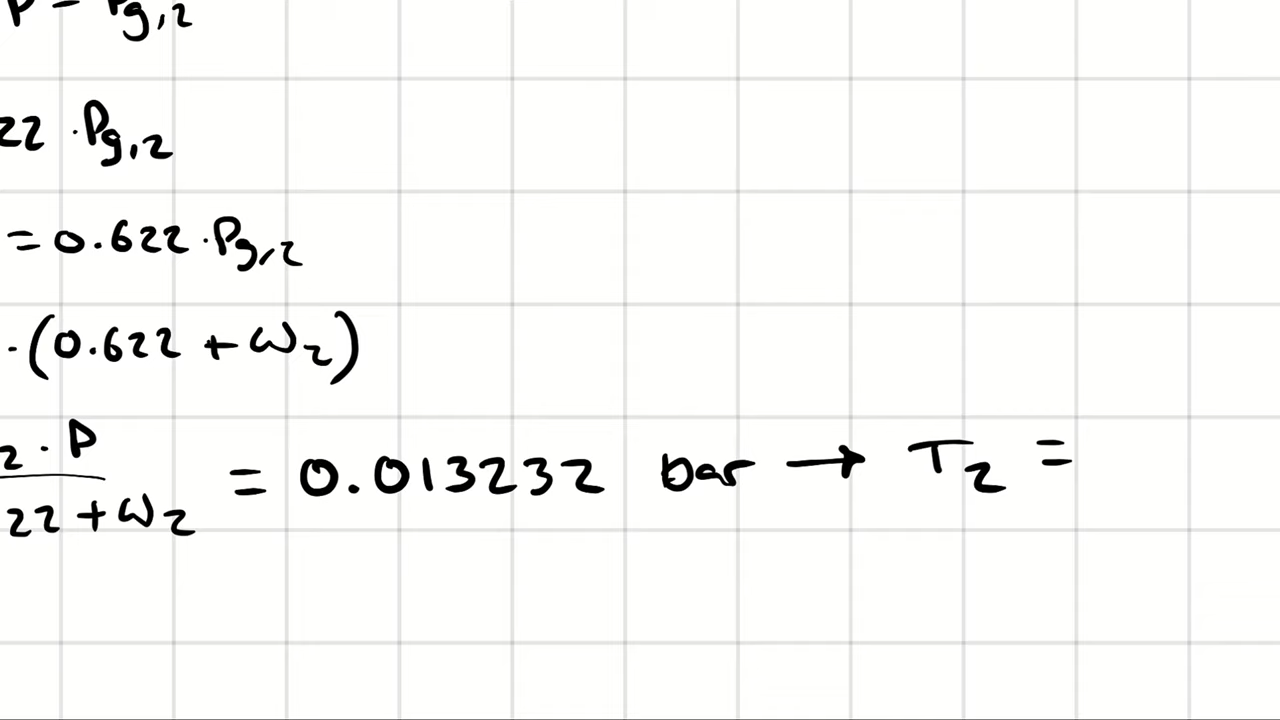 P - Pg,2
22 · Pg,2
= 0.622 · Pg,2
· (0.622 + ω2)
2 · P / 22 + ω2 = 0.013232 bar → T2 =